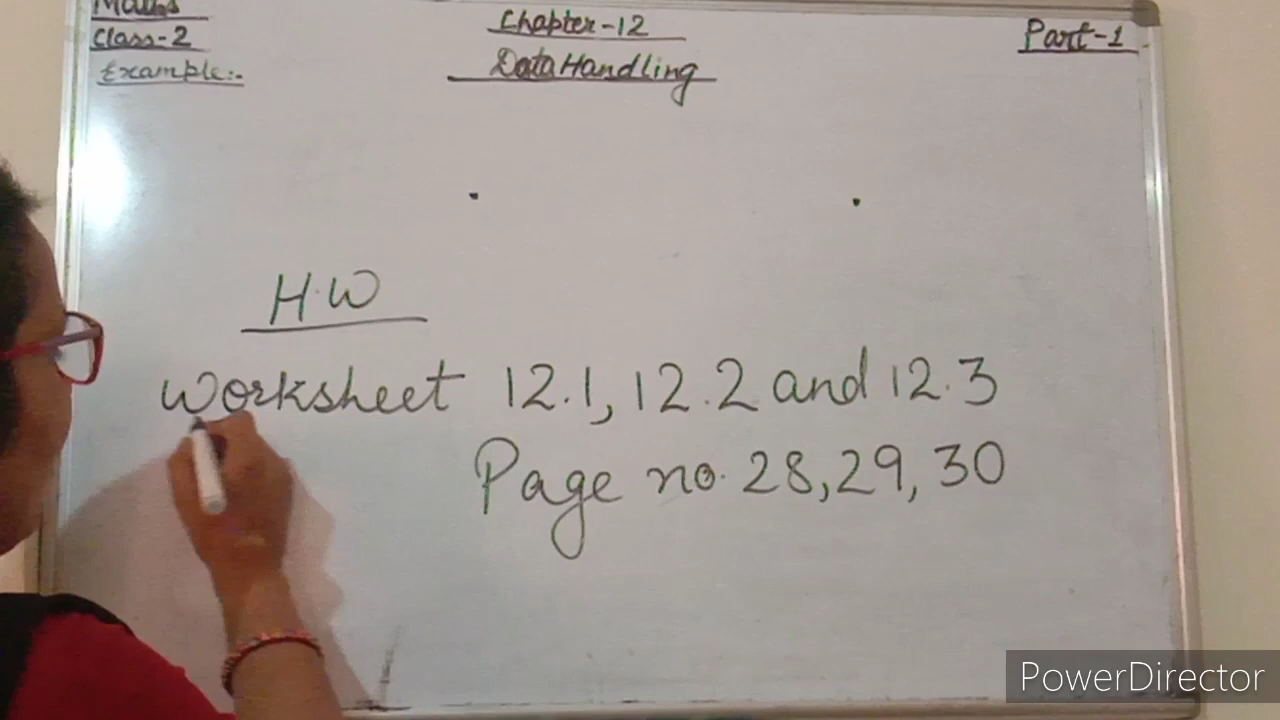 Maths
Class-2
Example:-
Chapter-12
Data Handling
Part-1
H.W
Worksheet 12.1, 12.2 and 12.3
Page no. 28, 29, 30
PowerDirector